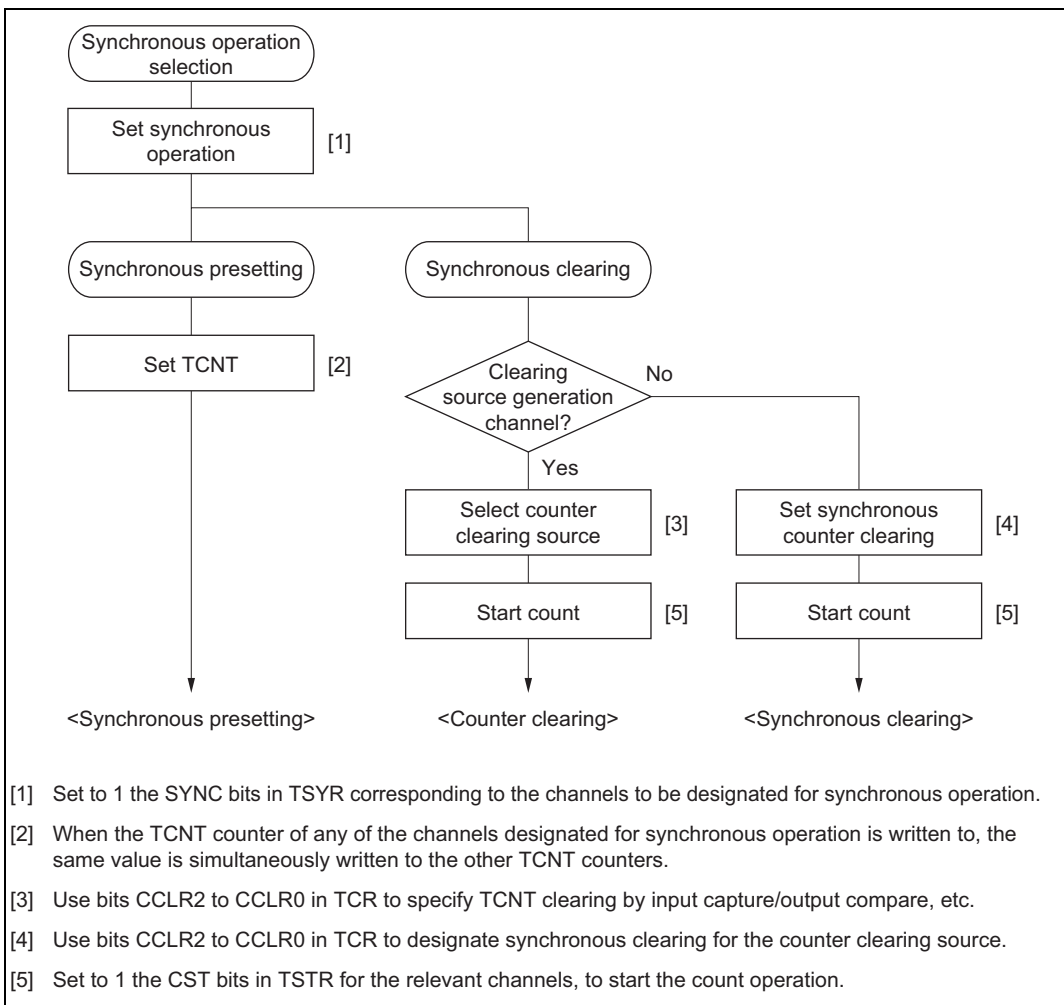 Synchronous operation
selection
Set synchronous
operation
[1]
Synchronous presetting
Synchronous clearing
Set TCNT
[2]
Clearing
source generation
channel?
No
Yes
Select counter
clearing source
[3]
Set synchronous
counter clearing
[4]
Start count
[5]
Start count
[5]
<Synchronous presetting>
<Counter clearing>
<Synchronous clearing>
[1] Set to 1 the SYNC bits in TSYR corresponding to the channels to be designated for synchronous operation.
[2] When the TCNT counter of any of the channels designated for synchronous operation is written to, the
same value is simultaneously written to the other TCNT counters.
[3] Use bits CCLR2 to CCLR0 in TCR to specify TCNT clearing by input capture/output compare, etc.
[4] Use bits CCLR2 to CCLR0 in TCR to designate synchronous clearing for the counter clearing source.
[5] Set to 1 the CST bits in TSTR for the relevant channels, to start the count operation.